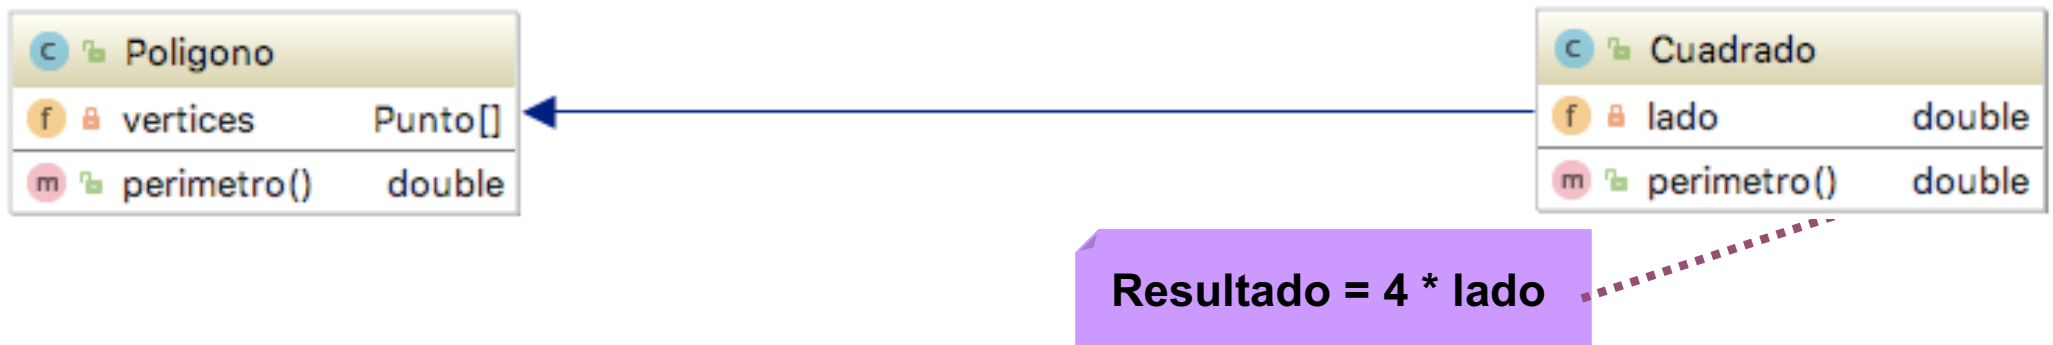 C Poligono
f vertices Punto[]
m perimetro() double
C Cuadrado
f lado double
m perimetro() double
Resultado = 4 * lado